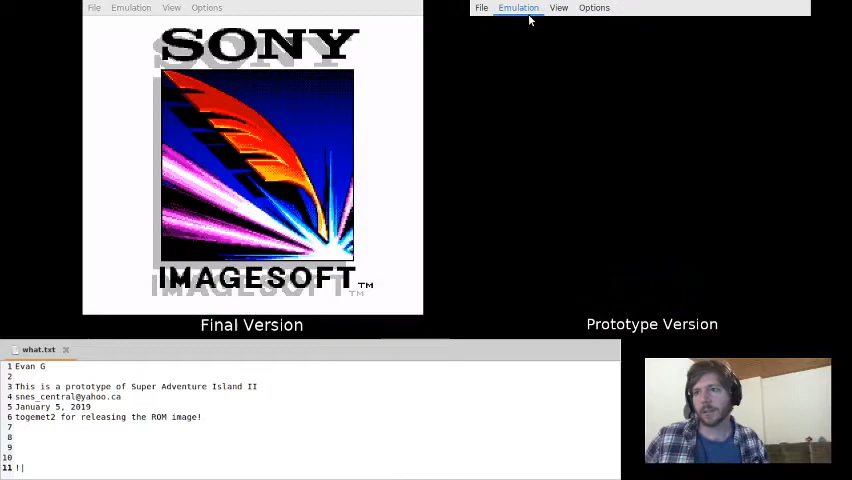 File Emulation View Options
File Emulation View Options
SONY
IMAGESOFT™
Final Version
Prototype Version
what.txt
1 Evan G
2
3 This is a prototype of Super Adventure Island II
4 snes_central@yahoo.ca
5 January 5, 2019
6 togemet2 for releasing the ROM image!
7
8
9
10
11 !